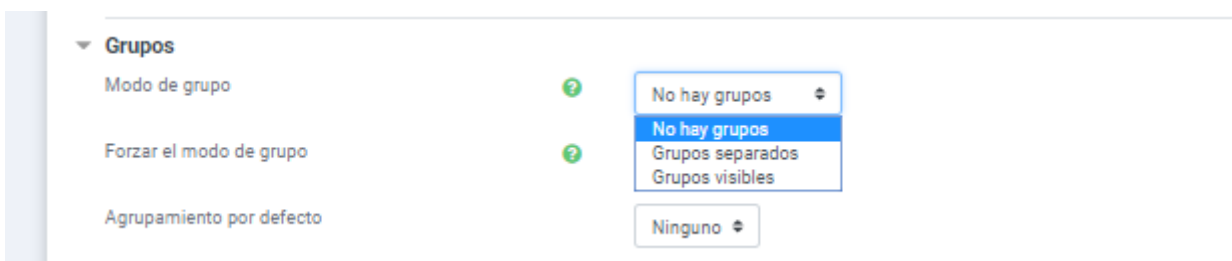 Grupos
Modo de grupo
No hay grupos
No hay grupos
Forzar el modo de grupo
Grupos separados
Grupos visibles
Agrupamiento por defecto
Ninguno